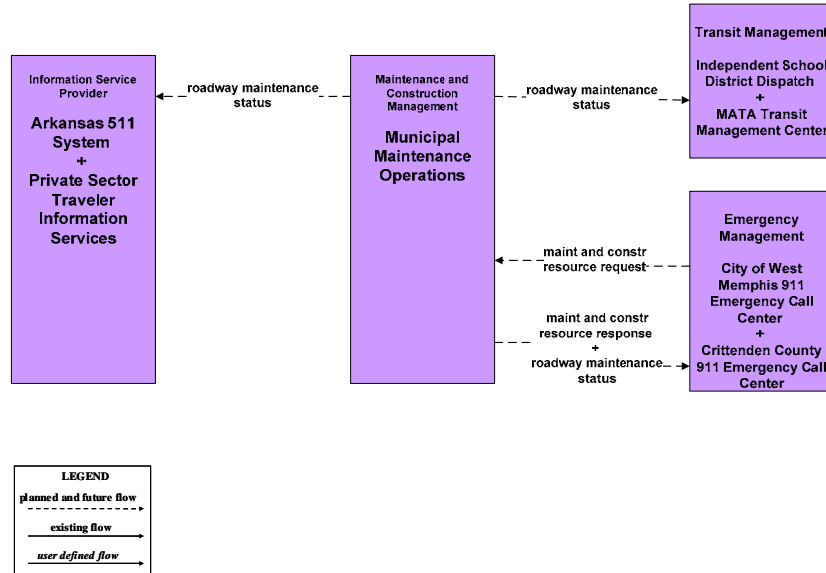 Information Service
Provider
Arkansas 511
System
+
Private Sector
Traveler
Information
Services
roadway maintenance
status
Maintenance and
Construction
Management
Municipal
Maintenance
Operations
roadway maintenance
status
Transit Management
Independent School
District Dispatch
+
MATA Transit
Management Center
maint and constr
resource request
maint and constr
resource response
+
roadway maintenance
status
Emergency
Management
City of West
Memphis 911
Emergency Call
Center
+
Crittenden County
911 Emergency Call
Center
LEGEND
planned and future flow
existing flow
user defined flow